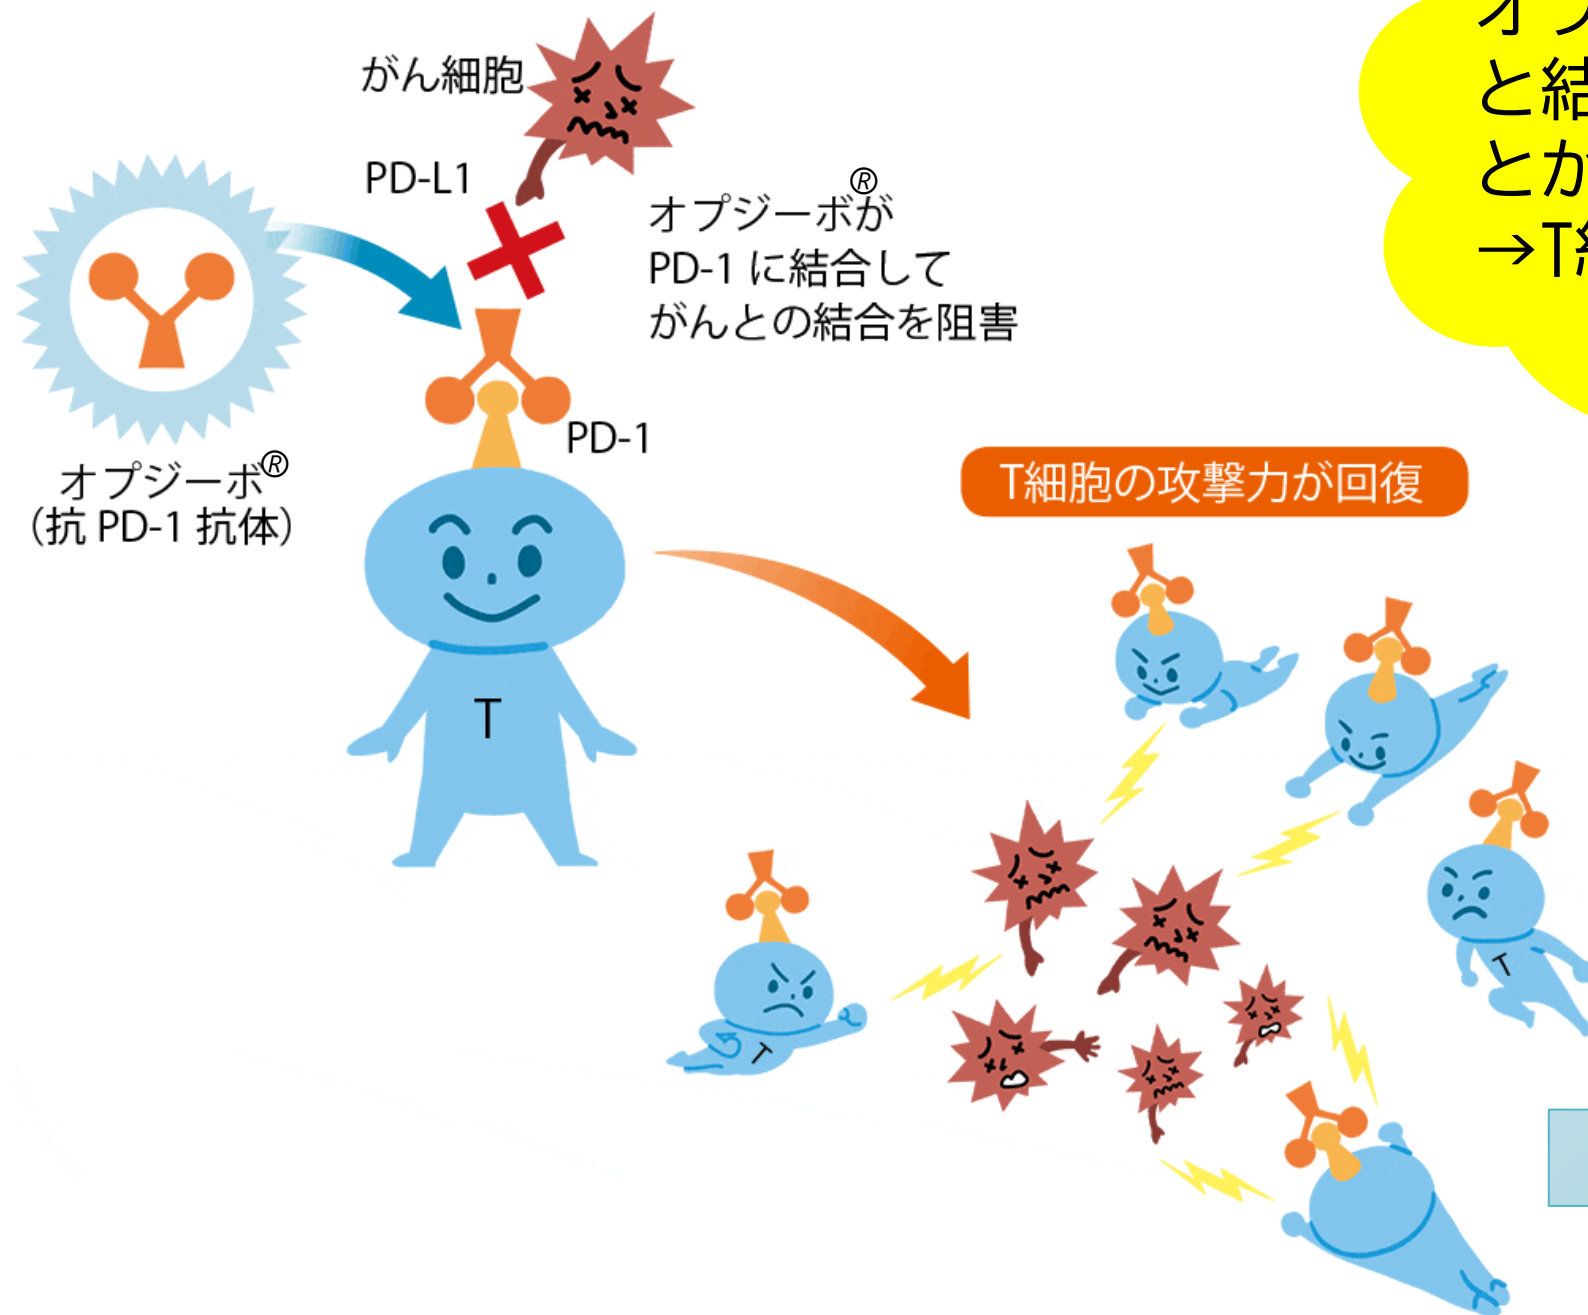 がん細胞
PD-L1
オプジーボ®が
PD-1 に結合して
がんとの結合を阻害
オプジーボ®
（抗 PD-1 抗体）
PD-1
T細胞の攻撃力が回復
T
T
T
と結
とか
→T細